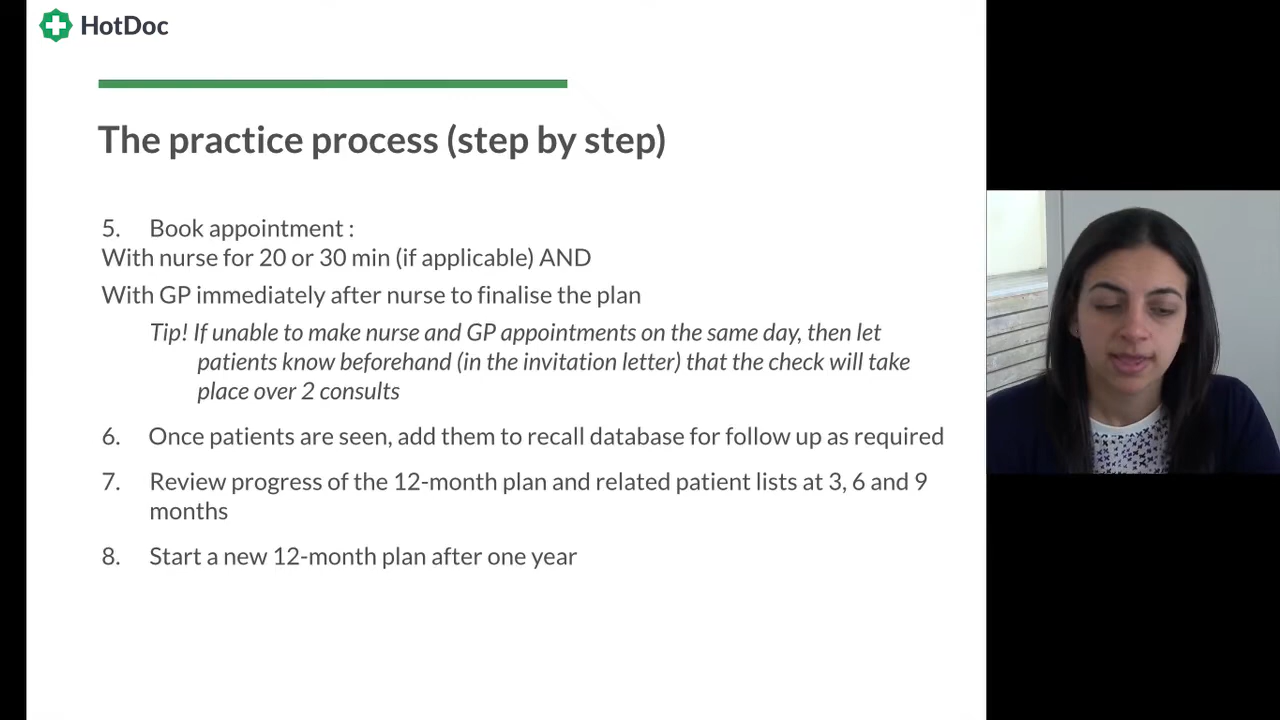 HotDoc
The practice process (step by step)
5. Book appointment :
With nurse for 20 or 30 min (if applicable) AND
With GP immediately after nurse to finalise the plan
Tip! If unable to make nurse and GP appointments on the same day, then let
patients know beforehand (in the invitation letter) that the check will take
place over 2 consults
6. Once patients are seen, add them to recall database for follow up as required
7. Review progress of the 12-month plan and related patient lists at 3, 6 and 9
months
8. Start a new 12-month plan after one year